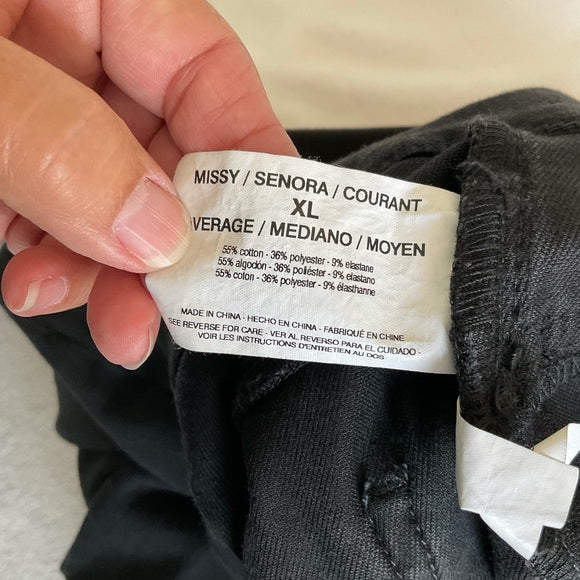 MISSY / SENORA / COURANT
XL
VERAGE / MEDIANO / MOYEN
55% cotton - 36% polyester - 9% elastane
55% algodón - 36% poliéster - 9% elastano
55% coton - 36% polyester - 9% élasthanne
MADE IN CHINA - HECHO EN CHINA - FABRIQUÉ EN CHINE
SEE REVERSE FOR CARE - VER AL REVERSO PARA EL CUIDADO -
VOIR LES INSTRUCTIONS D'ENTRETIEN AU DOS